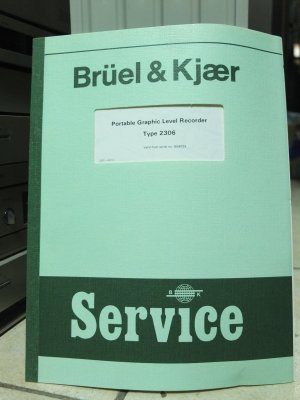 Brüel & Kjær
Portable Graphic Level Recorder
Type 2306
B K
Service